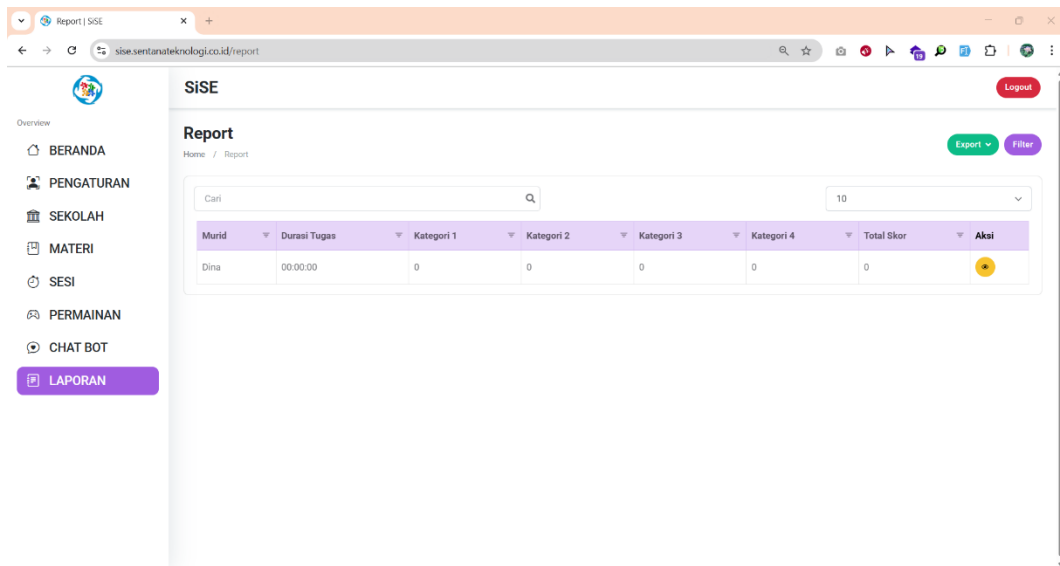 Report | SiSE
sise.sentanateknologi.co.id/report
19
SiSE
Logout
Overview
BERANDA
PENGATURAN
SEKOLAH
MATERI
SESI
PERMAINAN
CHAT BOT
LAPORAN
Report
Home / Report
Export
Filter
Cari
10
Murid Durasi Tugas Kategori 1 Kategori 2 Kategori 3 Kategori 4 Total Skor Aksi
Dina 00:00:00 0 0 0 0 0